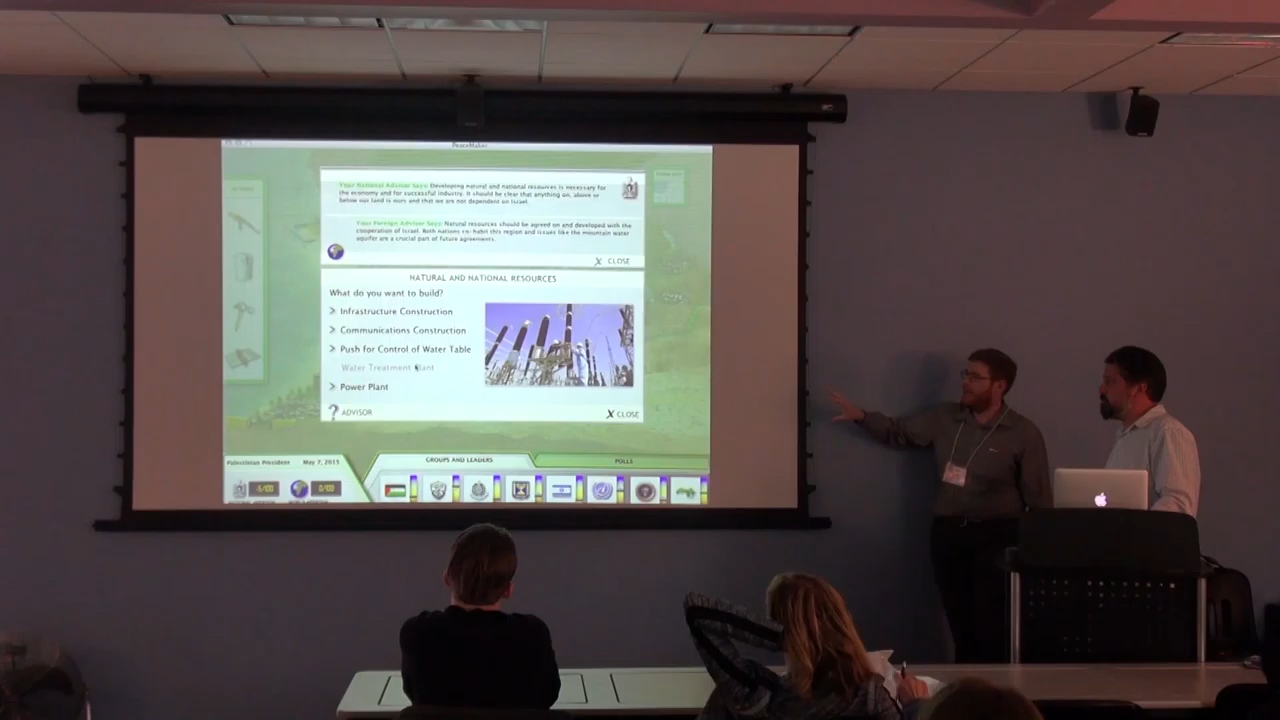 PeaceMaker
Your National Advisor Says: Developing natural and national resources is necessary for
the economy and for successful industry. It should be clear that anything on, above or
below our land is ours and that we are not dependent on Israel.
Your Foreign Advisor Says: Natural resources should be agreed on and developed with the
cooperation of Israel. Both nations co-habit this region and issues like the mountain water
aquifer are a crucial part of future agreements.
X CLOSE
NATURAL AND NATIONAL RESOURCES
What do you want to build?
> Infrastructure Construction
> Communications Construction
> Push for Control of Water Table
Water Treatment Plant
> Power Plant
? ADVISOR
X CLOSE
Palestinian President May 7, 2015
GROUPS AND LEADERS
POLLS
-5/100
0/100